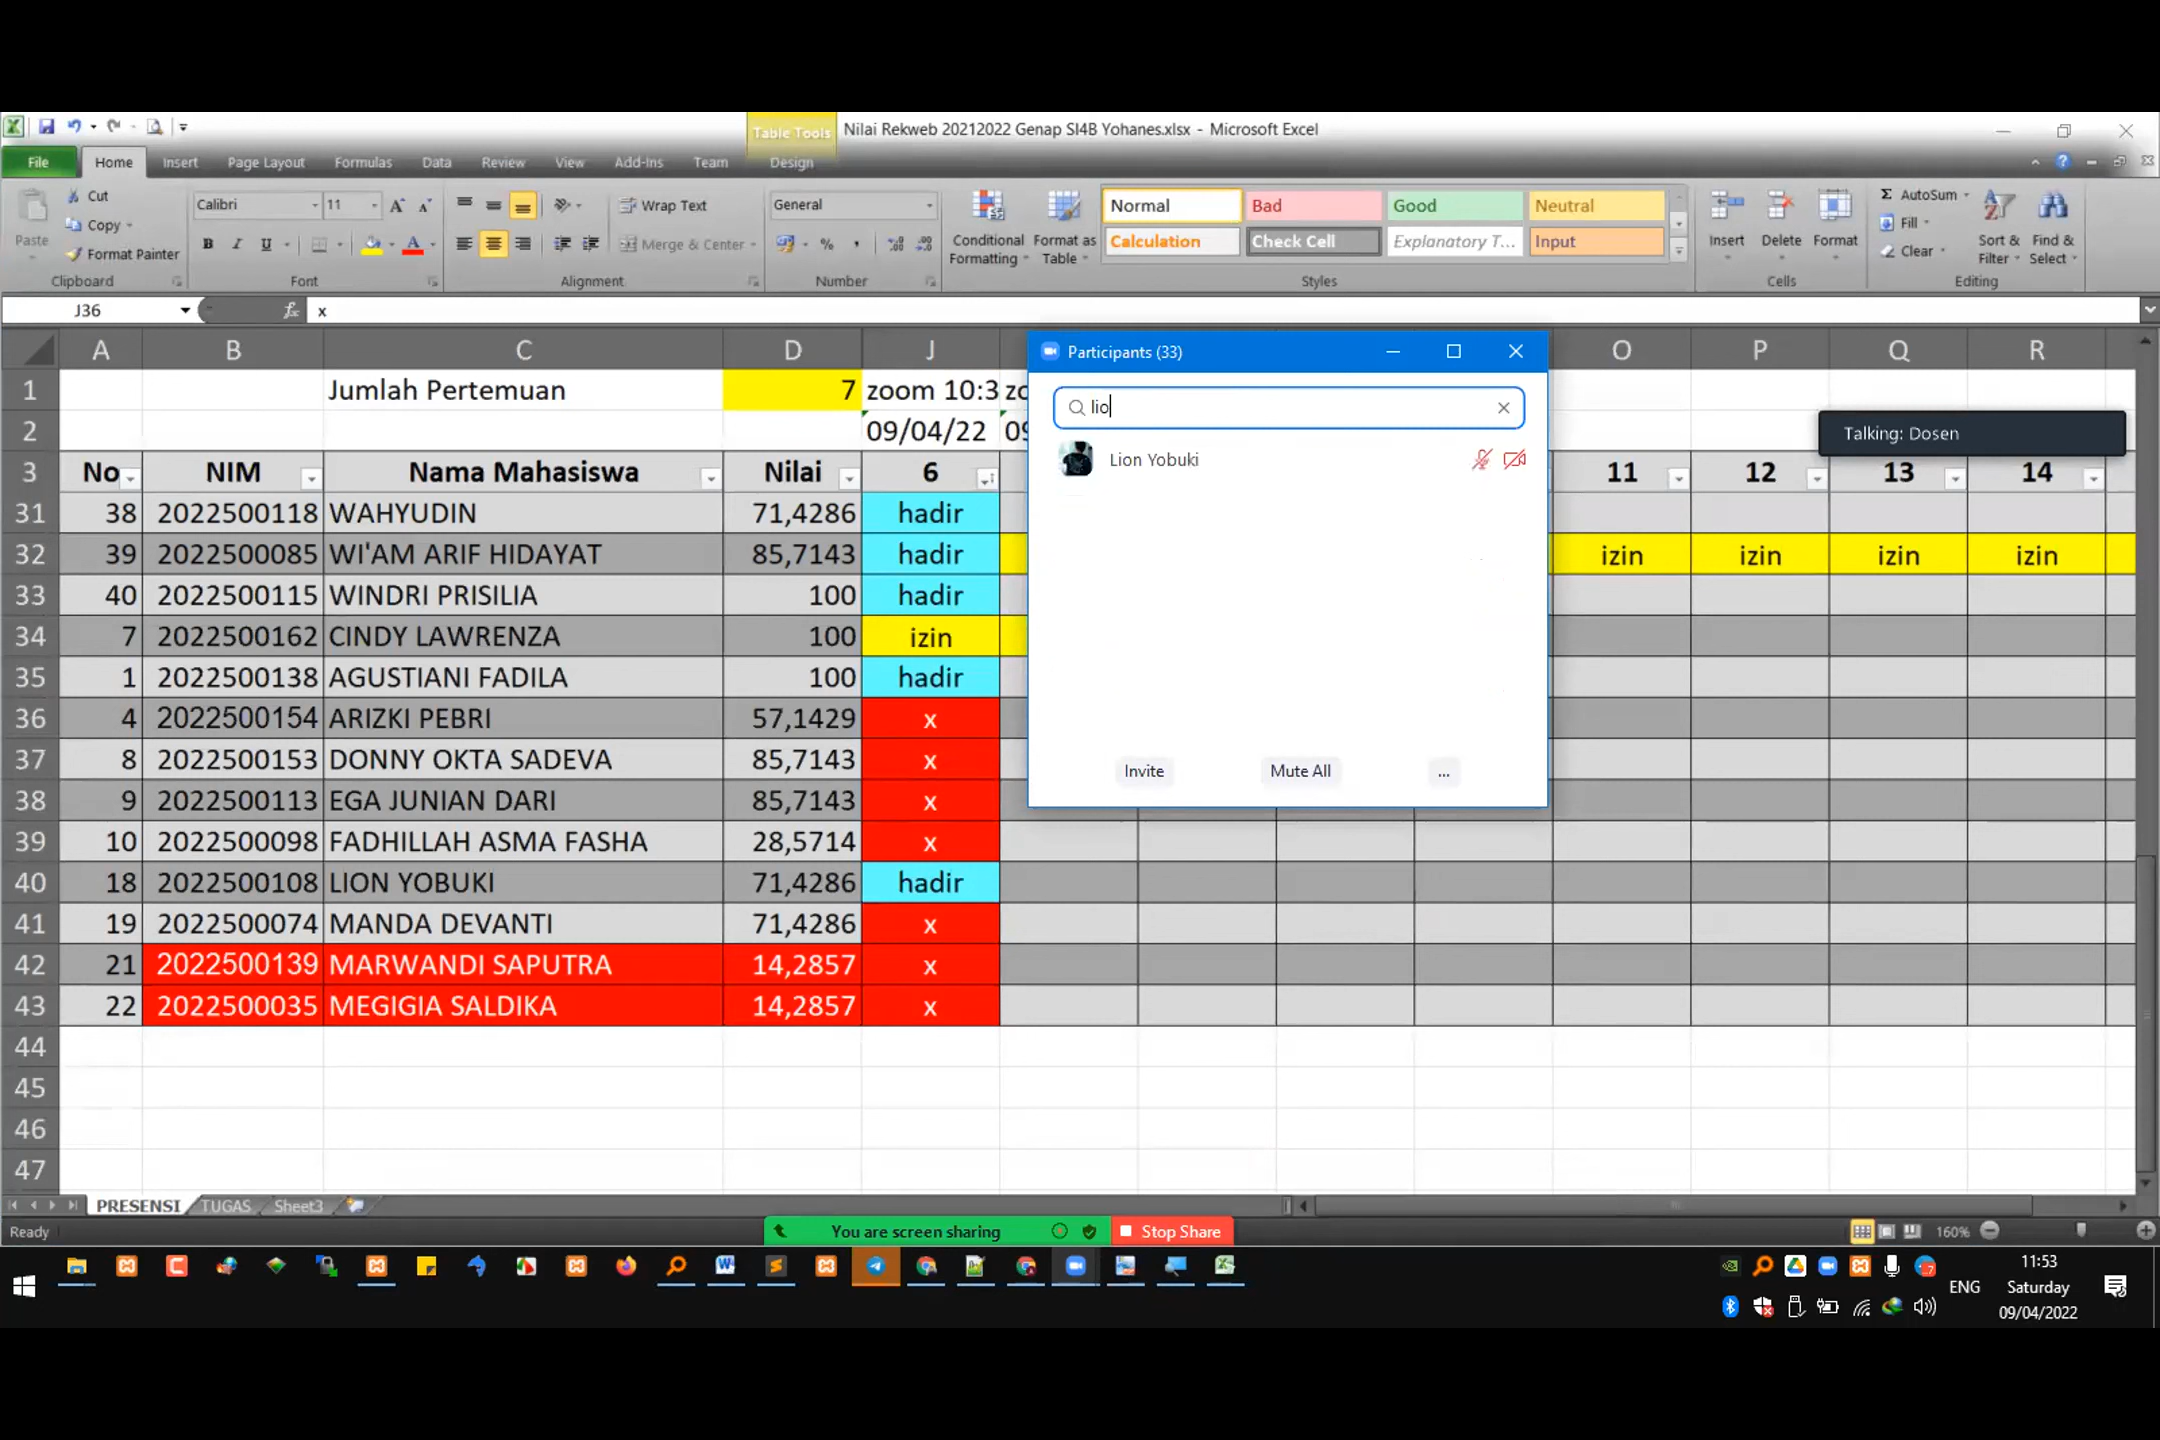 Table Tools
Nilai Rekweb 20212022 Genap SI4B Yohanes.xlsx - Microsoft Excel
File Home Insert Page Layout Formulas Data Review View Add-Ins Team Design
Paste
Cut
Copy
Format Painter
Clipboard
Calibri 11
B I U
Font
Wrap Text
Merge & Center
Alignment
General
%
Number
Conditional Formatting
Format as Table
Normal Bad Good Neutral
Calculation Check Cell Explanatory T... Input
Styles
Insert Delete Format
Cells
AutoSum
Fill
Clear
Sort & Filter
Find & Select
Editing
J36 fx x
A B C D J O P Q R
1 Jumlah Pertemuan 7 zoom 10:3
2 09/04/22
3 No NIM Nama Mahasiswa Nilai 6 11 12 13 14
31 38 2022500118 WAHYUDIN 71,4286 hadir
32 39 2022500085 WI'AM ARIF HIDAYAT 85,7143 hadir izin izin izin izin
33 40 2022500115 WINDRI PRISILIA 100 hadir
34 7 2022500162 CINDY LAWRENZA 100 izin
35 1 2022500138 AGUSTIANI FADILA 100 hadir
36 4 2022500154 ARIZKI PEBRI 57,1429 x
37 8 2022500153 DONNY OKTA SADEVA 85,7143 x
38 9 2022500113 EGA JUNIAN DARI 85,7143 x
39 10 2022500098 FADHILLAH ASMA FASHA 28,5714 x
40 18 2022500108 LION YOBUKI 71,4286 hadir
41 19 2022500074 MANDA DEVANTI 71,4286 x
42 21 2022500139 MARWANDI SAPUTRA 14,2857 x
43 22 2022500035 MEGIGIA SALDIKA 14,2857 x
44
45
46
47
Participants (33)
lio
Lion Yobuki
Invite Mute All ...
Talking: Dosen
PRESENSI TUGAS Sheet3
Ready
You are screen sharing Stop Share
160%
ENG
11:53
Saturday
09/04/2022